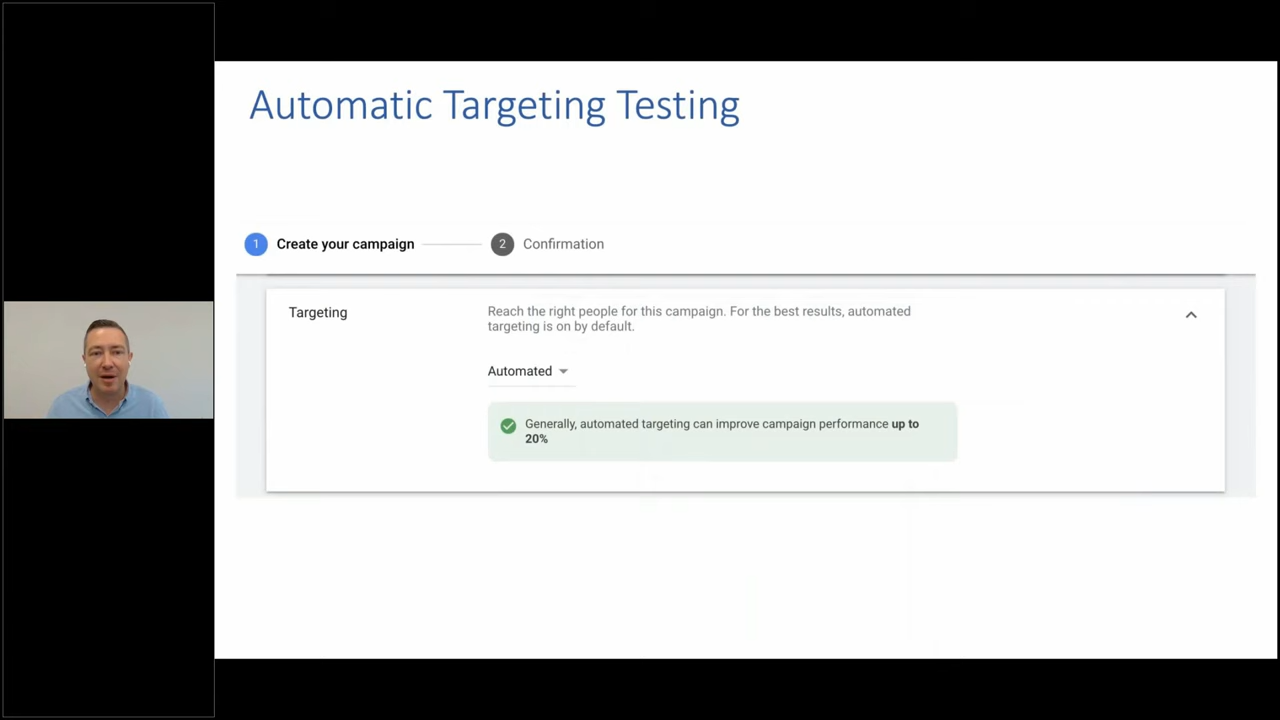 Automatic Targeting Testing
1 Create your campaign 2 Confirmation
Targeting
Reach the right people for this campaign. For the best results, automated
targeting is on by default.
Automated
Generally, automated targeting can improve campaign performance up to
20%